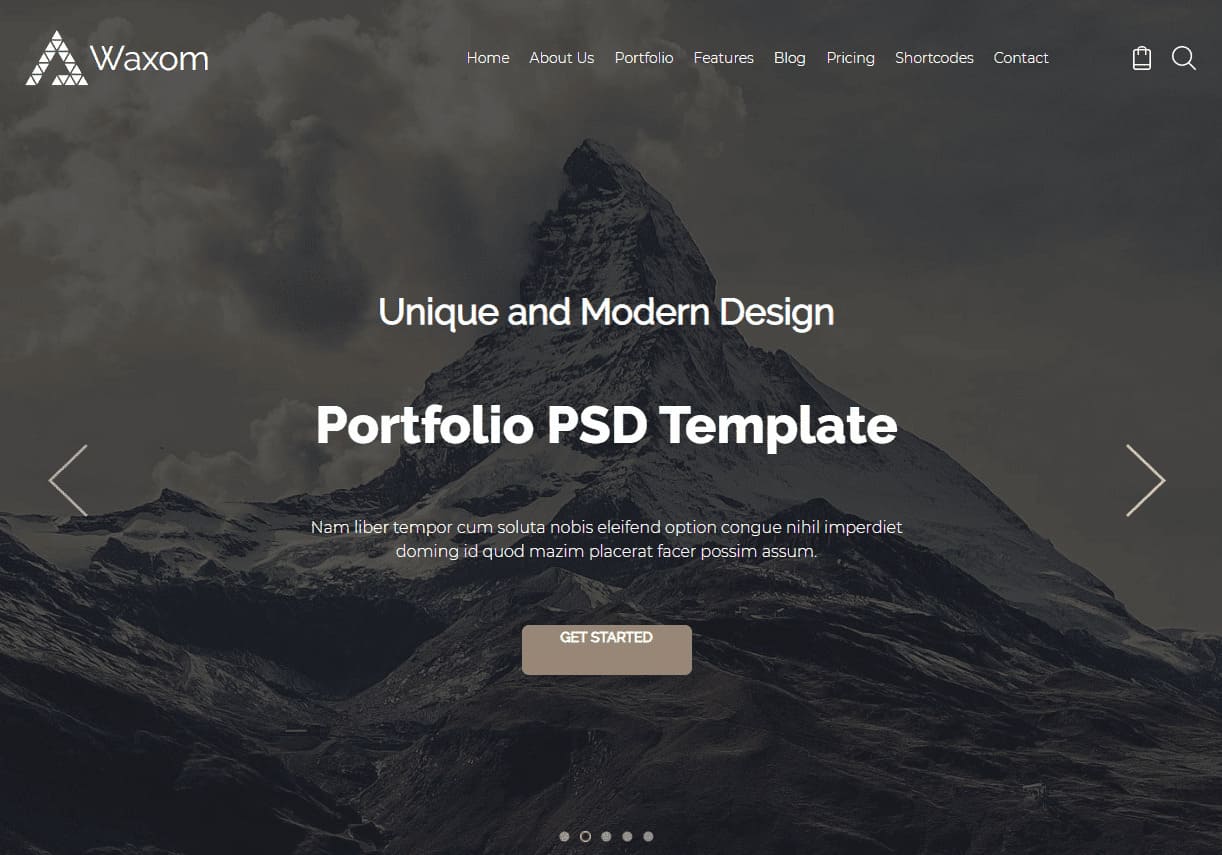 Waxom
Home About Us Portfolio Features Blog Pricing Shortcodes Contact
Unique and Modern Design
Portfolio PSD Template
Nam liber tempor cum soluta nobis eleifend option congue nihil imperdiet
doming id quod mazim placerat facer possim assum.
GET STARTED